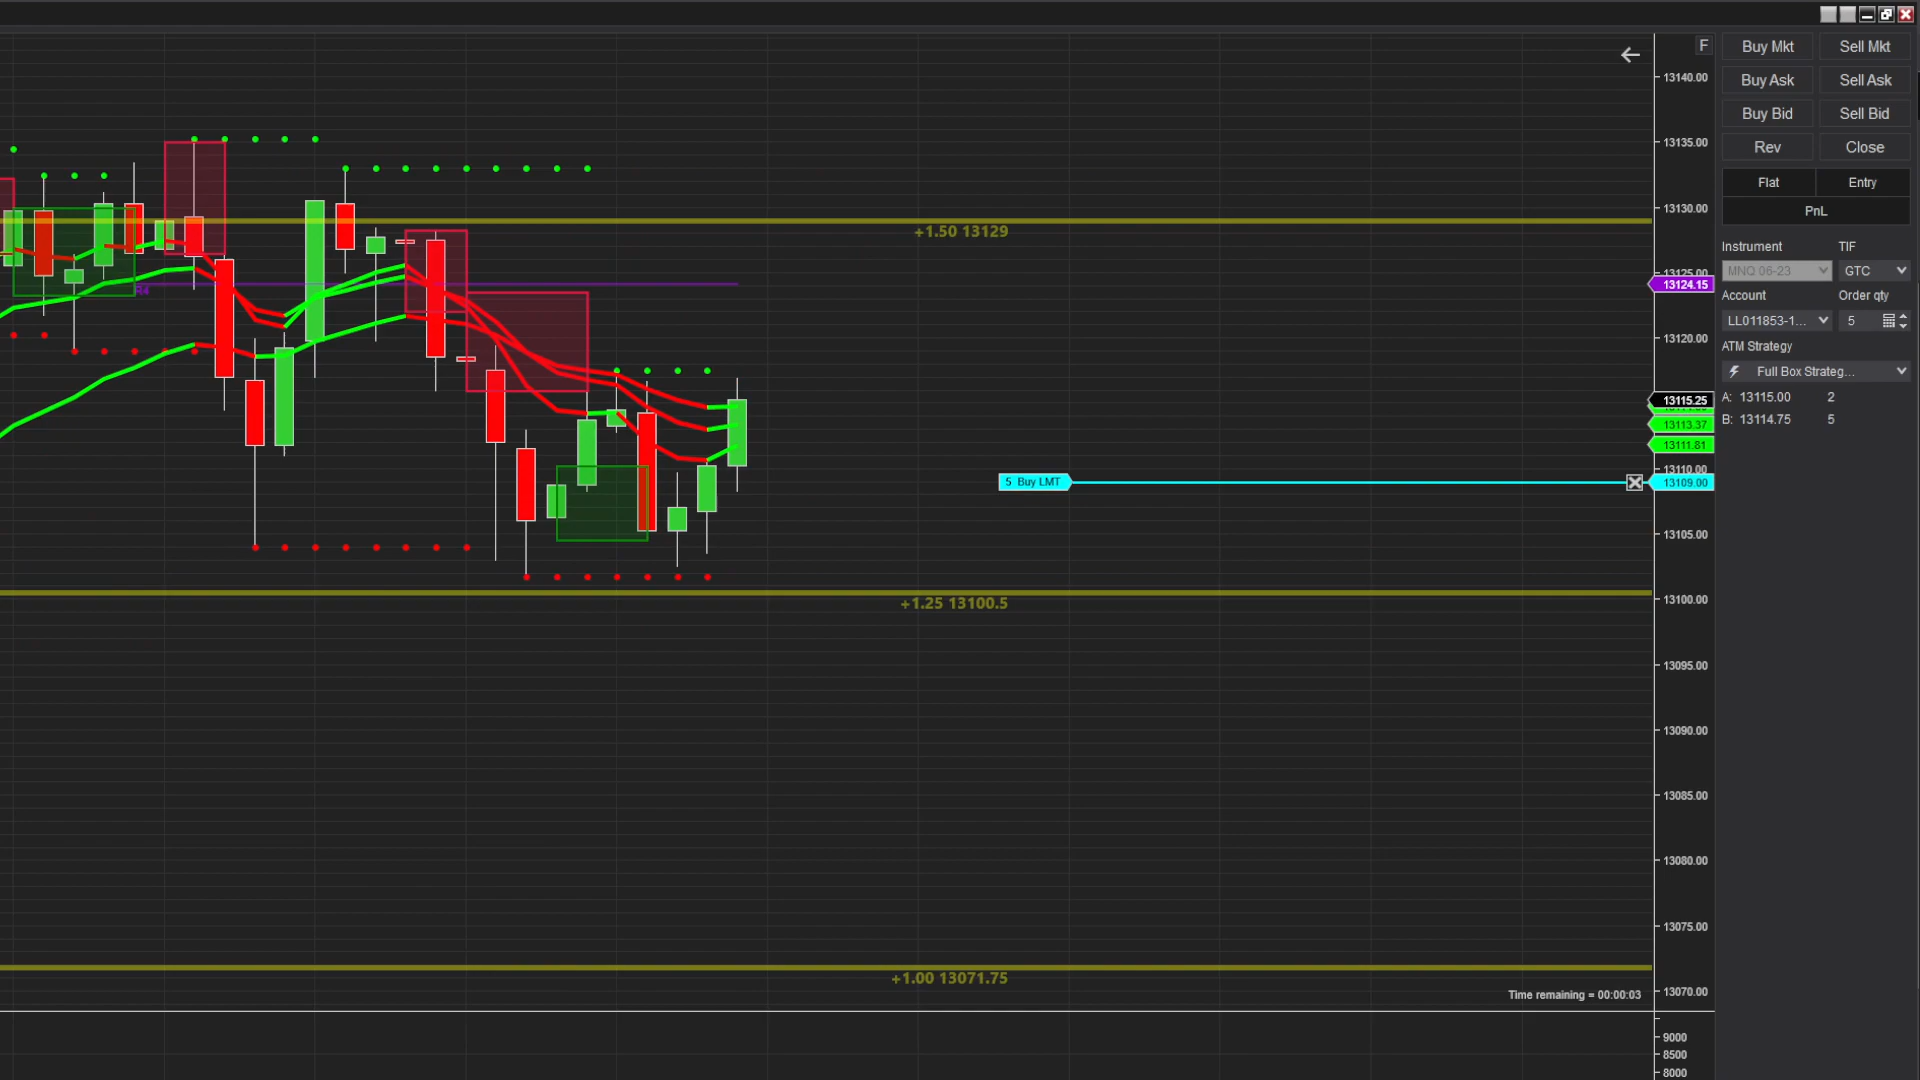 F
Buy Mkt Sell Mkt
Buy Ask Sell Ask
Buy Bid Sell Bid
Rev Close
Flat Entry
PnL
Instrument TIF
MNQ 06-23 GTC
Account Order qty
LL011853-1... 5
ATM Strategy
Full Box Strateg...
A: 13115.00 2
B: 13114.75 5
13140.00
13135.00
13130.00
+1.50 13129
13125.00
13124.15
R4
13120.00
13115.25
13113.37
13111.81
13110.00
5 Buy LMT
13109.00
13105.00
13100.00
+1.25 13100.5
13095.00
13090.00
13085.00
13080.00
13075.00
+1.00 13071.75
13070.00
Time remaining = 00:00:03
9000
8500
8000